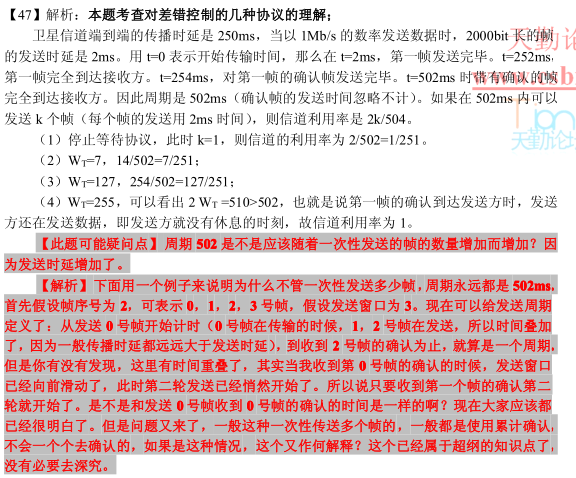 【47】解析：本题考查对差错控制的几种协议的理解；
卫星信道端到端的传播时延是 250ms，当以 1Mb/s 的数率发送数据时，2000bit 长的帧
的发送时延是 2ms。用 t=0 表示开始传输时间，那么在 t=2ms，第一帧发送完毕。t=252ms，
第一帧完全到达接收方。t=254ms，对第一帧的确认帧发送完毕。t=502ms 时带有确认的帧
完全到达接收方。因此周期是 502ms（确认帧的发送时间忽略不计）。如果在 502ms 内可以
发送 k 个帧（每个帧的发送用 2ms 时间），则信道利用率是 2k/504。
（1）停止等待协议，此时 k=1，则信道的利用率为 2/502=1/251。
（2）WT=7，14/502=7/251；
（3）WT=127，254/502=127/251；
（4）WT=255，可以看出 2 WT =510>502，也就是说第一帧的确认到达发送方时，发送
方还在发送数据，即发送方就没有休息的时刻，故信道利用率为 1。
【此题可能疑问点】周期 502 是不是应该随着一次性发送的帧的数量增加而增加？因
为发送时延增加了。
【解析】下面用一个例子来说明为什么不管一次性发送多少帧，周期永远都是 502ms，
首先假设帧序号为 2，可表示 0，1，2，3 号帧，假设发送窗口为 3。现在可以给发送周期
定义了：从发送 0 号帧开始计时（0 号帧在传输的时候，1，2 号帧在发送，所以时间叠加
了，因为一般传播时延都远远大于发送时延），到收到 2 号帧的确认为止，就算是一个周期，
但是你有没有发现，这里有时间重叠了，其实当我收到第 0 号帧的确认的时候，发送窗口
已经向前滑动了，此时第二轮发送已经悄然开始了。所以说只要收到第一个帧的确认第二
轮就开始了。是不是和发送 0 号帧收到 0 号帧的确认的时间是一样的啊？现在大家应该都
已经很明白了。但是问题又来了，一般这种一次性传送多个帧的，一般都是使用累计确认，
不会一个个去确认的，如果是这种情况，这个又作何解释？这个已经属于超纲的知识点了，
没有必要去深究。
天勤论